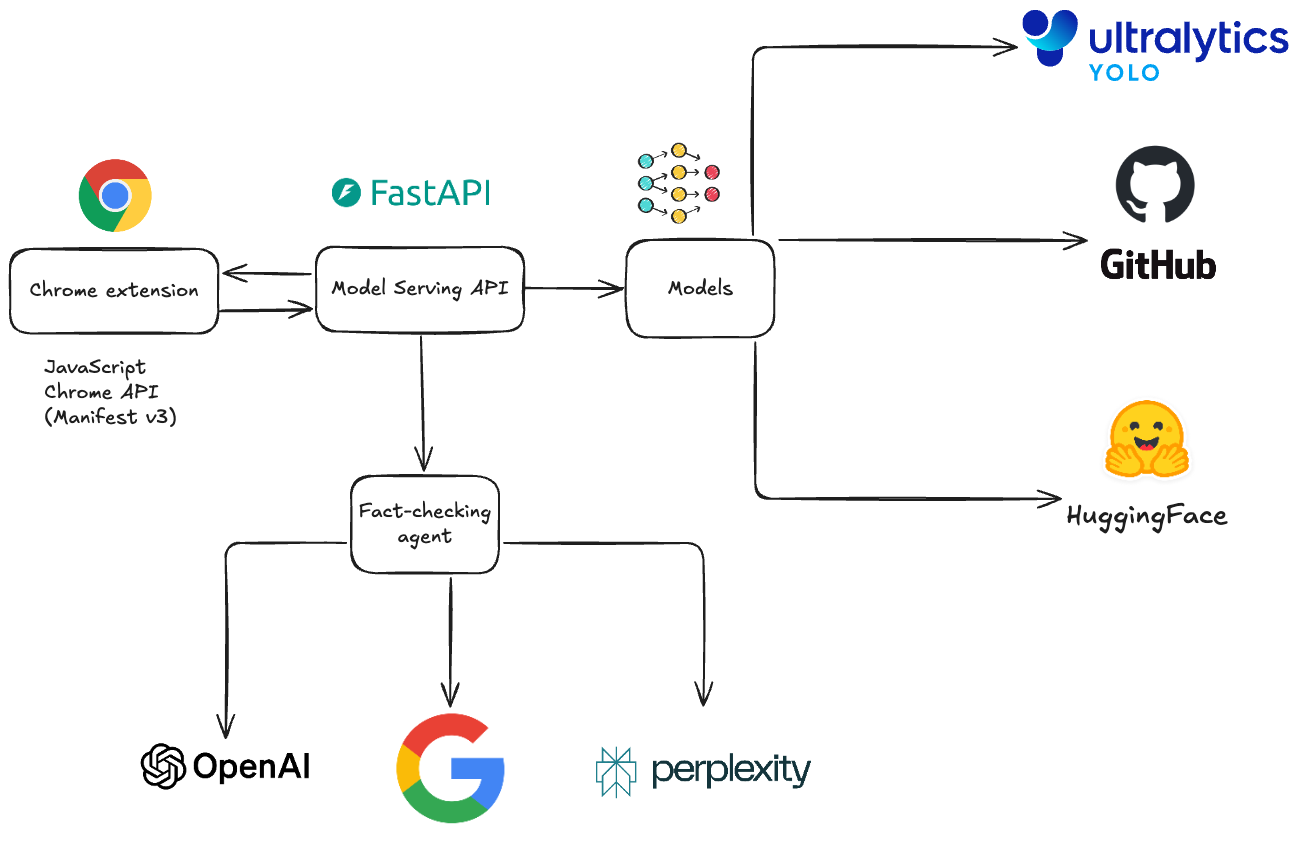 ultralytics
YOLO
FastAPI
GitHub
Chrome extension
Model Serving API
Models
JavaScript
Chrome API
(Manifest v3)
Fact-checking
agent
HuggingFace
OpenAI
perplexity